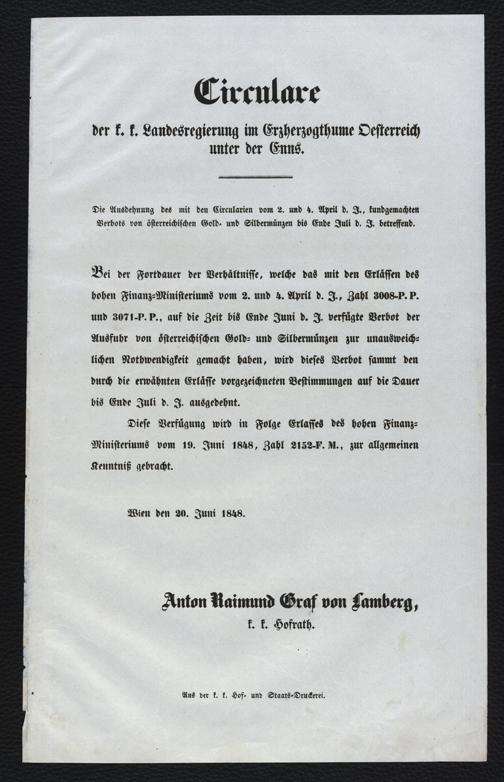 Circulare
der k. k. Landesregierung im Erzherzogthume Oesterreich
unter der Enns.
Die Ausdehnung des mit den Circularien vom 2. und 4. April d. J., kundgemachten
Verbots von österreichischen Gold- und Silbermünzen bis Ende Juli d. J. betreffend.
Bei der Fortdauer der Verhältnisse, welche das mit den Erlässen des
hohen Finanz-Ministeriums vom 2. und 4. April d. J., Zahl 3008-P. P.
und 3071-P. P., auf die Zeit bis Ende Juni d. J. verfügte Verbot der
Ausfuhr von österreichischen Gold- und Silbermünzen zur unausweich-
lichen Nothwendigkeit gemacht haben, wird dieses Verbot sammt den
durch die erwähnten Erlässe vorgezeichneten Bestimmungen auf die Dauer
bis Ende Juli d. J. ausgedehnt.
Diese Verfügung wird in Folge Erlasses des hohen Finanz-
Ministeriums vom 19. Juni 1848, Zahl 2152-F. M., zur allgemeinen
Kenntniß gebracht.
Wien den 20. Juni 1848.
Anton Raimund Graf von Lamberg,
k. k. Hofrath.
Aus der k. k. Hof- und Staats-Druckerei.